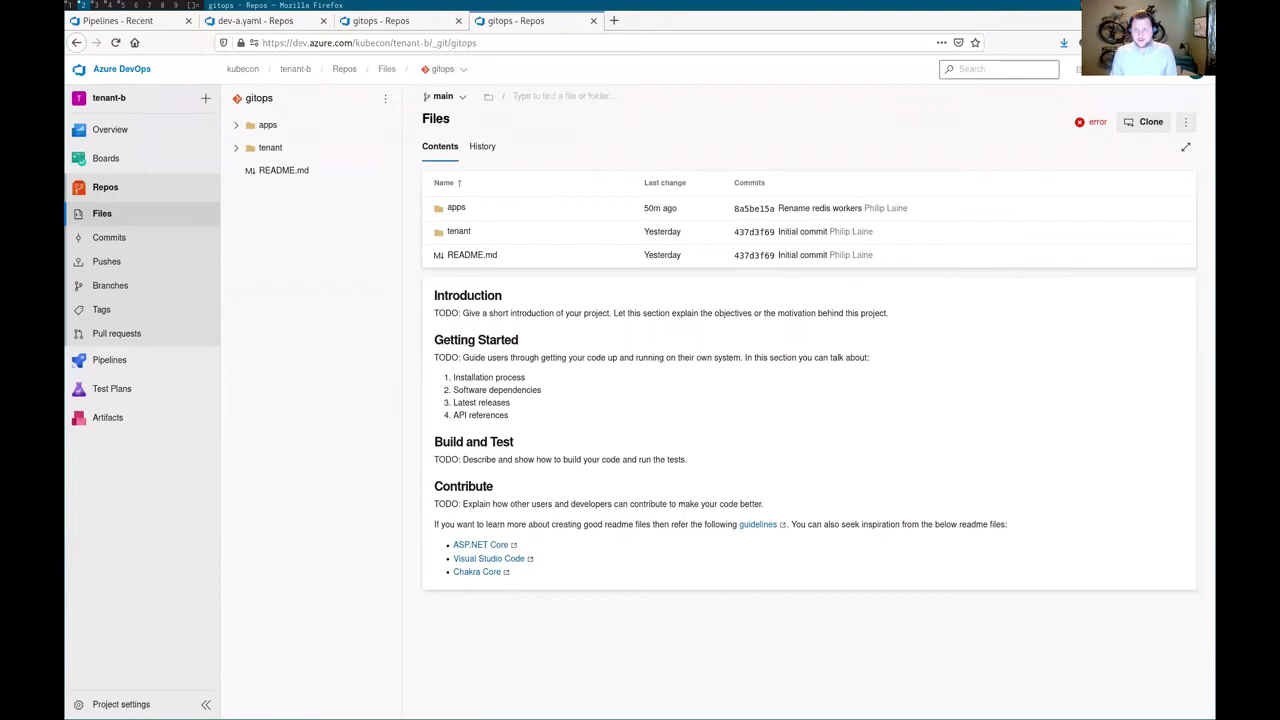 1 2 3 4 5 6 7 8 9 []= gitops - Repos - Mozilla Firefox
Pipelines - Recent
dev-a.yaml - Repos
gitops - Repos
gitops - Repos
https://dev.azure.com/kubecon/tenant-b/_git/gitops
Azure DevOps
kubecon / tenant-b / Repos / Files / gitops
Search
T tenant-b
Overview
Boards
Repos
Files
Commits
Pushes
Branches
Tags
Pull requests
Pipelines
Test Plans
Artifacts
Project settings
gitops
apps
tenant
README.md
main / Type to find a file or folder...
Files
error
Clone
Contents History
Name ↑ Last change Commits
apps 50m ago 8a5be15a Rename redis workers Philip Laine
tenant Yesterday 437d3f69 Initial commit Philip Laine
README.md Yesterday 437d3f69 Initial commit Philip Laine
Introduction
TODO: Give a short introduction of your project. Let this section explain the objectives or the motivation behind this project.
Getting Started
TODO: Guide users through getting your code up and running on their own system. In this section you can talk about:
1. Installation process
2. Software dependencies
3. Latest releases
4. API references
Build and Test
TODO: Describe and show how to build your code and run the tests.
Contribute
TODO: Explain how other users and developers can contribute to make your code better.
If you want to learn more about creating good readme files then refer the following guidelines. You can also seek inspiration from the below readme files:
• ASP.NET Core
• Visual Studio Code
• Chakra Core